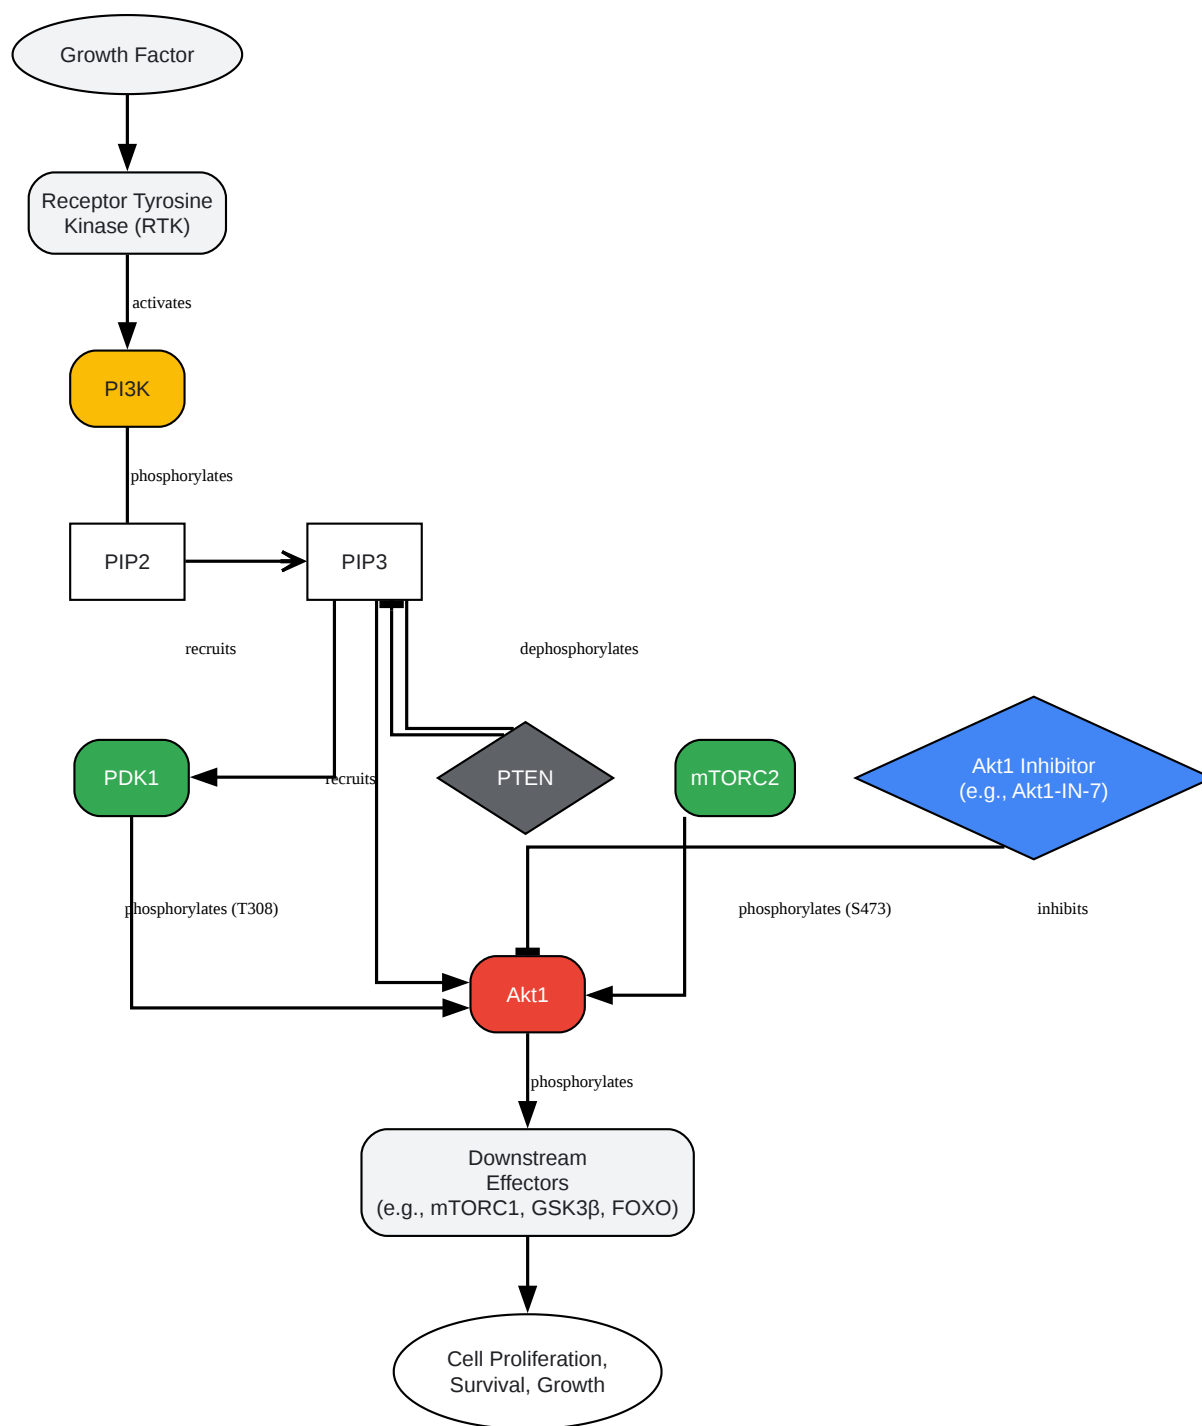 Growth Factor
Receptor Tyrosine
Kinase (RTK)
activates
PI3K
phosphorylates
PIP2
PIP3
recruits
dephosphorylates
PDK1
recruits
PTEN
mTORC2
Akt1 Inhibitor
(e.g., Akt1-IN-7)
phosphorylates (T308)
phosphorylates (S473)
inhibits
Akt1
phosphorylates
Downstream
Effectors
(e.g., mTORC1, GSK3β, FOXO)
Cell Proliferation,
Survival, Growth